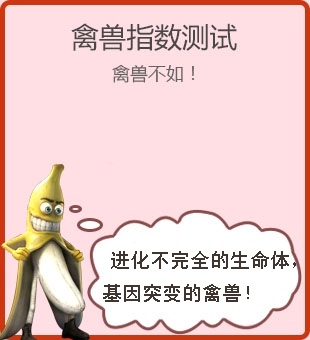 禽兽指数测试
禽兽不如！
进化不完全的生命体，
基因突变的禽兽！